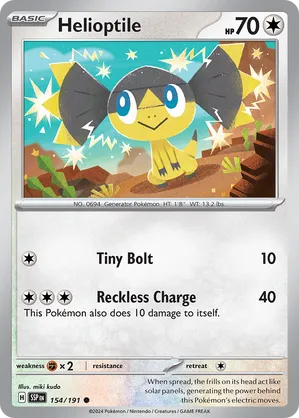 BASIC
Helioptile
HP 70
NO. 0694 Generator Pokémon HT: 1'8" WT: 13.2 lbs
Tiny Bolt 10
Reckless Charge 40
This Pokémon also does 10 damage to itself.
weakness × 2 resistance retreat
Illus. miki kudo
H SSP EN 154/191
When spread, the frills on its head act like
solar panels, generating the power behind
this Pokémon's electric moves.
©2024 Pokémon / Nintendo / Creatures / GAME FREAK